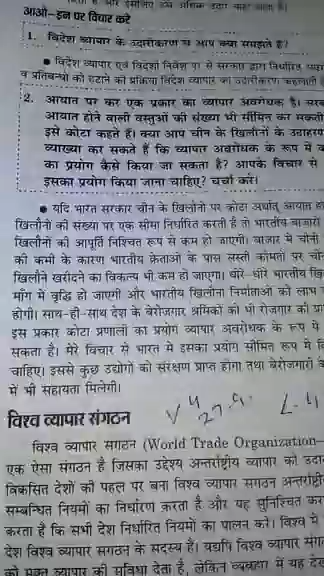 आओ–इन पर विचार करें
1. विदेश व्यापार के उदारीकरण से आप क्या समझते हैं?
● विदेश व्यापार एवं विदेशी निवेश पर से सरकार द्वारा निर्धारित
व प्रतिबन्धों को हटाने की प्रक्रिया विदेश व्यापार का उदारीकरण कहलाती है
2. आयात पर कर एक प्रकार का व्यापार अवरोधक है।
आयात होने वाली वस्तुओं की संख्या भी सीमित कर सकती
इसे कोटा कहते हैं। क्या आप चीन के खिलौनों के उदाहरण
व्याख्या कर सकते हैं कि व्यापार अवरोधक के रूप में
का प्रयोग कैसे किया जा सकता है? आपके विचार से
इसका प्रयोग किया जाना चाहिए? चर्चा करें।
● यदि भारत सरकार चीन के खिलौनों पर कोटा अर्थात् आयात
खिलौनों की संख्या पर एक सीमा निर्धारित करती है तो भारतीय बाजारों
खिलौनों की आपूर्ति निश्चित रूप से कम हो जाएगी। बाजार में चीनी
की कमी के कारण भारतीय क्रेताओं के पास सस्ती कीमतों पर
खिलौने खरीदने का विकल्प भी कम हो जाएगा। धीरे-धीरे भारतीय
माँग में वृद्धि हो जाएगी और भारतीय खिलौना निर्माताओं को लाभ
होगी। साथ-ही-साथ देश के बेरोजगार श्रमिकों को भी रोजगार की
इस प्रकार कोटा प्रणाली का प्रयोग व्यापार अवरोधक के रूप में
सकता है। मेरे विचार से भारत में इसका प्रयोग सीमित रूप में
चाहिए। इससे कुछ उद्योगों को संरक्षण प्राप्त होगा तथा बेरोजगारी
में भी सहायता मिलेगी।
विश्व व्यापार संगठन
विश्व व्यापार संगठन (World Trade Organization—
एक ऐसा संगठन है जिसका उद्देश्य अन्तर्राष्ट्रीय व्यापार को
विकसित देशों की पहल पर बना विश्व व्यापार संगठन अन्तर्राष्ट्रीय
सम्बन्धित नियमों का निर्धारण करता है और यह सुनिश्चित
करता है कि सभी देश निर्धारित नियमों का पालन करें। विश्व में
देश विश्व व्यापार संगठन के सदस्य हैं। यद्यपि विश्व व्यापार
को मुक्त व्यापार की सुविधा देता है, लेकिन व्यवहार में यह